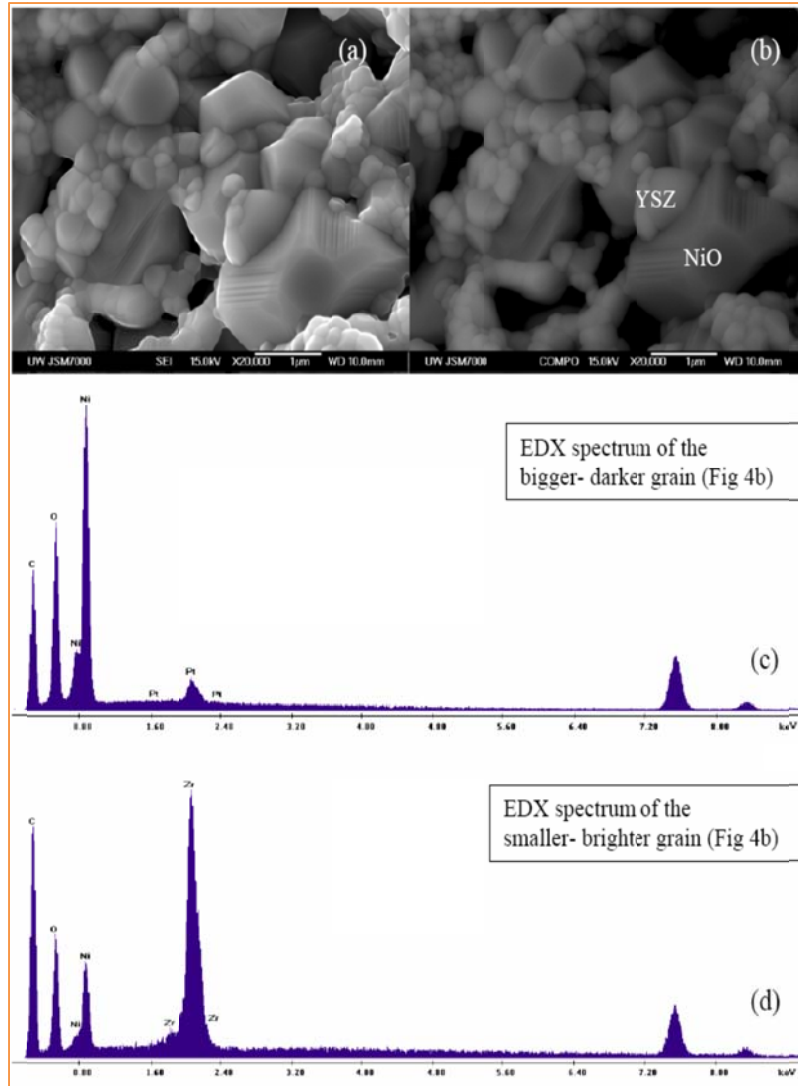 (a)
(b)
YSZ
NiO
UW JSM7000 SEI 15.0kV X20,000 1µm WD 10.0mm
UW JSM7000 COMPO 15.0kV X20,000 1µm WD 10.0mm
Ni
EDX spectrum of the
bigger- darker grain (Fig 4b)
O
C
Ni
Pt
Pt
Pt
(c)
0.80 1.60 2.40 3.20 4.00 4.80 5.60 6.40 7.20 8.00 keV
Zr
EDX spectrum of the
smaller- brighter grain (Fig 4b)
C
O
Ni
Ni
Zr
Zr
(d)
0.80 1.60 2.40 3.20 4.00 4.80 5.60 6.40 7.20 8.00 keV